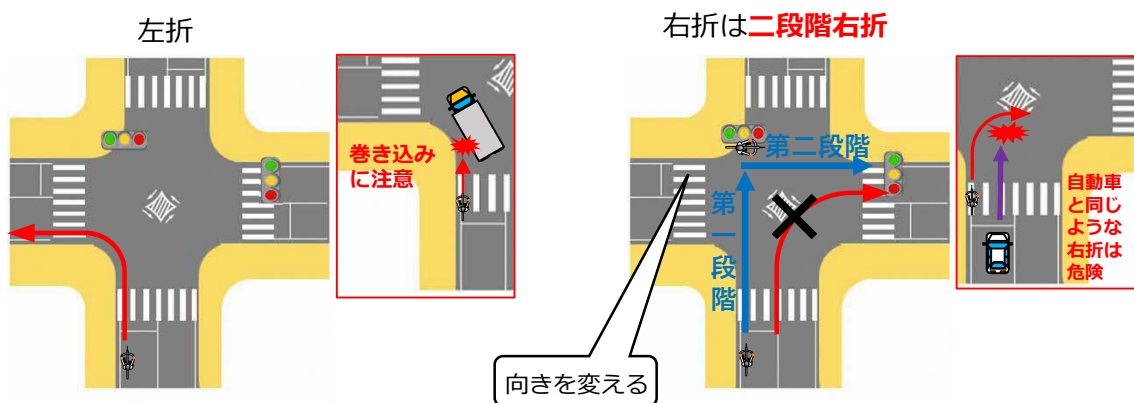 左折
巻き込み
に注意
右折は二段階右折
第二段階
第一段階
自動車
と同じ
ような
右折は
危険
向きを変える